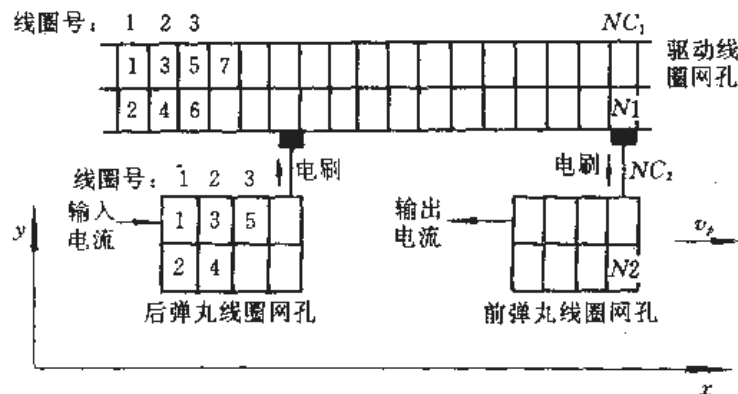 线圈号： 1 2 3 NC₁
1 3 5 7
2 4 6 N1
驱动线
圈网孔
电刷
电刷
NC₂
线圈号： 1 2 3
输入
电流
1 3 5
2 4
输出
电流
N2
后弹丸线圈网孔
前弹丸线圈网孔
y
x